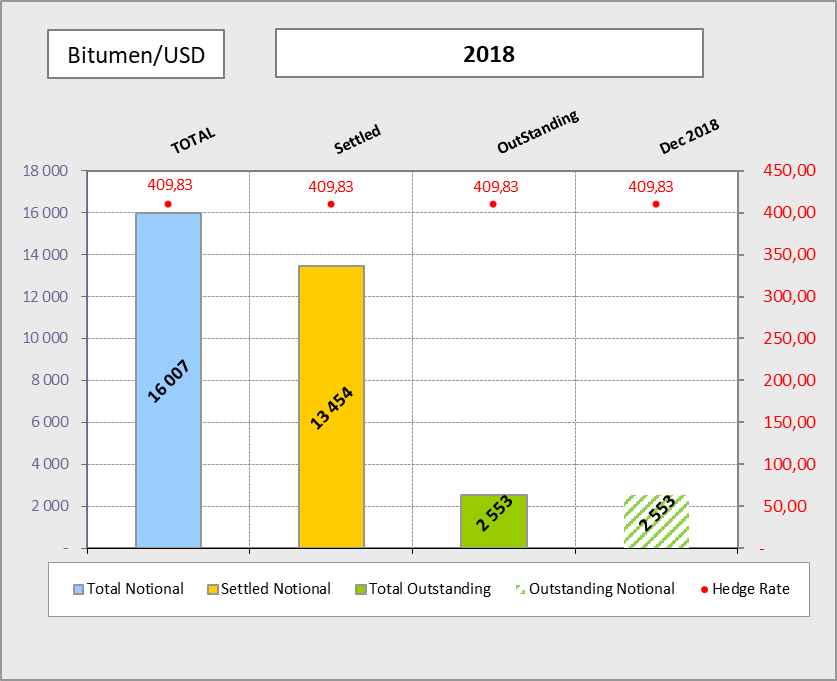 Bitumen/USD
2018
TOTAL Settled OutStanding Dec 2018
18 000 450,00
409,83 409,83 409,83 409,83
16 000 400,00
14 000 350,00
12 000 300,00
10 000 250,00
16 007
8 000 200,00
13 454
6 000 150,00
4 000 100,00
2 553 2 553
2 000 50,00
- -
Total Notional Settled Notional Total Outstanding Outstanding Notional Hedge Rate